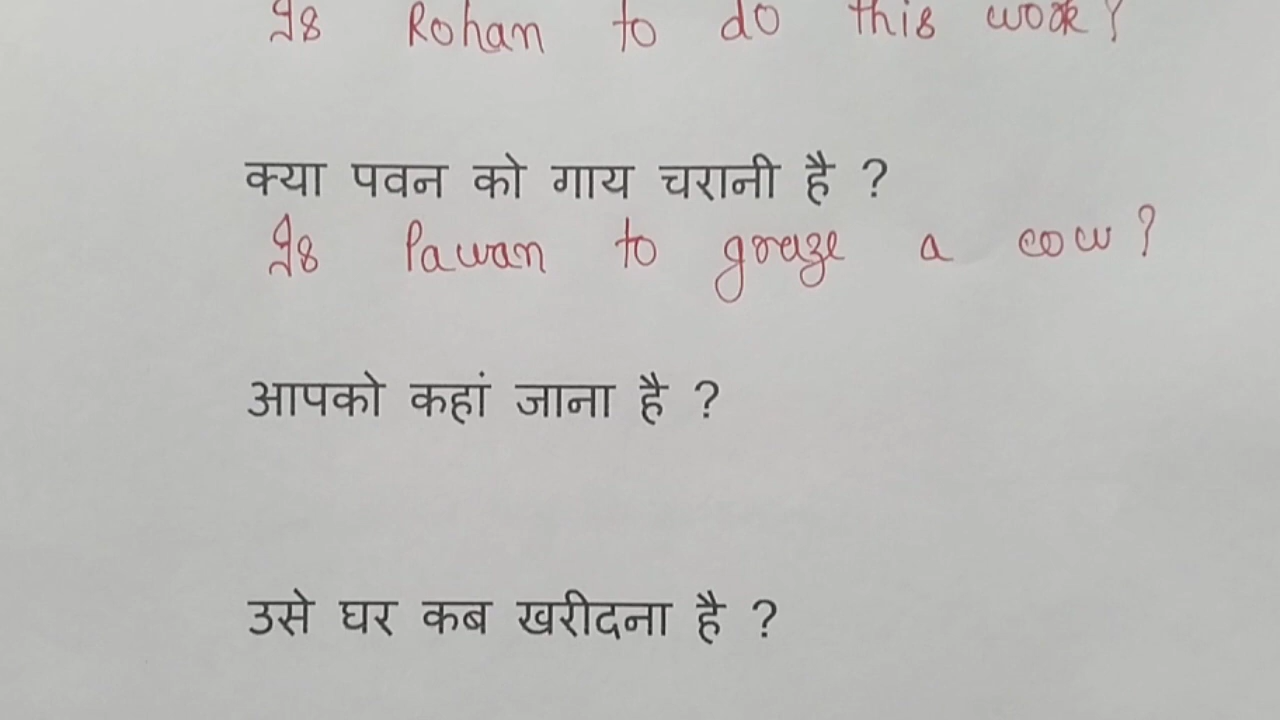 Is Rohan to do this work?
क्या पवन को गाय चरानी है ?
Is Pawan to graze a cow?
आपको कहां जाना है ?
उसे घर कब खरीदना है ?